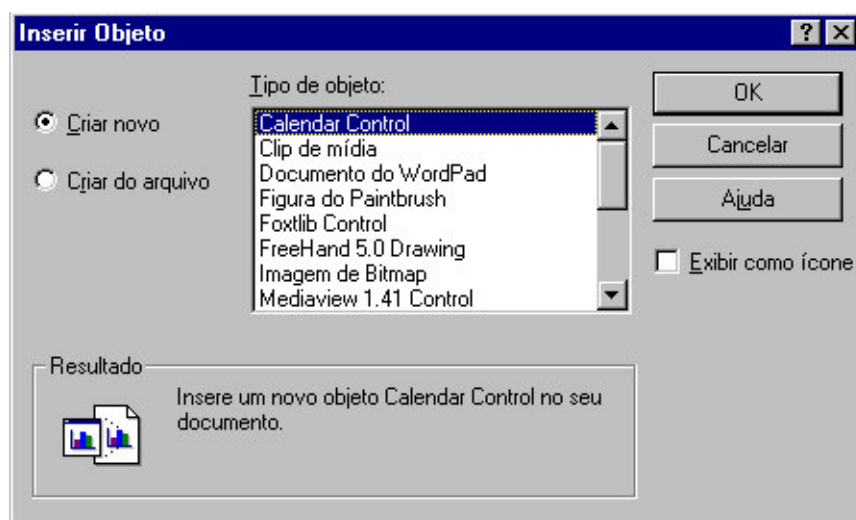 Inserir Objeto
Tipo de objeto:
Criar novo
Criar do arquivo
Calendar Control
Clip de mídia
Documento do WordPad
Figura do Paintbrush
Foxtlib Control
FreeHand 5.0 Drawing
Imagem de Bitmap
Mediaview 1.41 Control
OK
Cancelar
Ajuda
Exibir como ícone
Resultado
Insere um novo objeto Calendar Control no seu
documento.